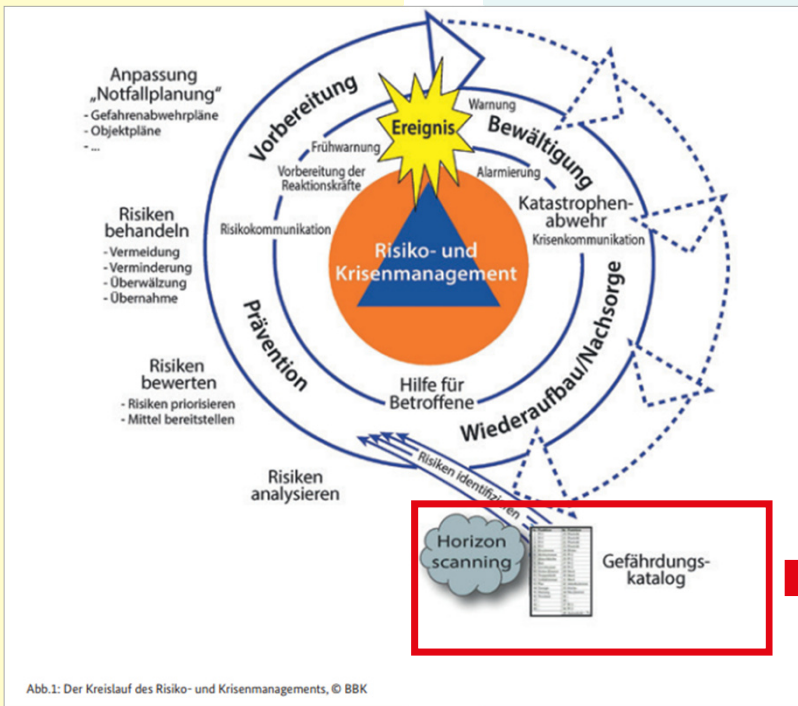 Anpassung
„Notfallplanung"
- Gefahrenabwehrpläne
- Objektpläne
- ...
Risiken
behandeln
- Vermeidung
- Verminderung
- Überwälzung
- Übernahme
Risiken
bewerten
- Risiken priorisieren
- Mittel bereitstellen
Risiken
analysieren
Vorbereitung
Frühwarnung
Vorbereitung der
Reaktionskräfte
Risikokommunikation
Prävention
Ereignis
Warnung
Bewältigung
Alarmierung
Katastrophen-
abwehr
Krisenkommunikation
Risiko- und
Krisenmanagement
Hilfe für
Betroffene
Wiederaufbau/Nachsorge
Risiken identifizieren
Horizon
scanning
Gefährdungs-
katalog
Abb.1: Der Kreislauf des Risiko- und Krisenmanagements, © BBK